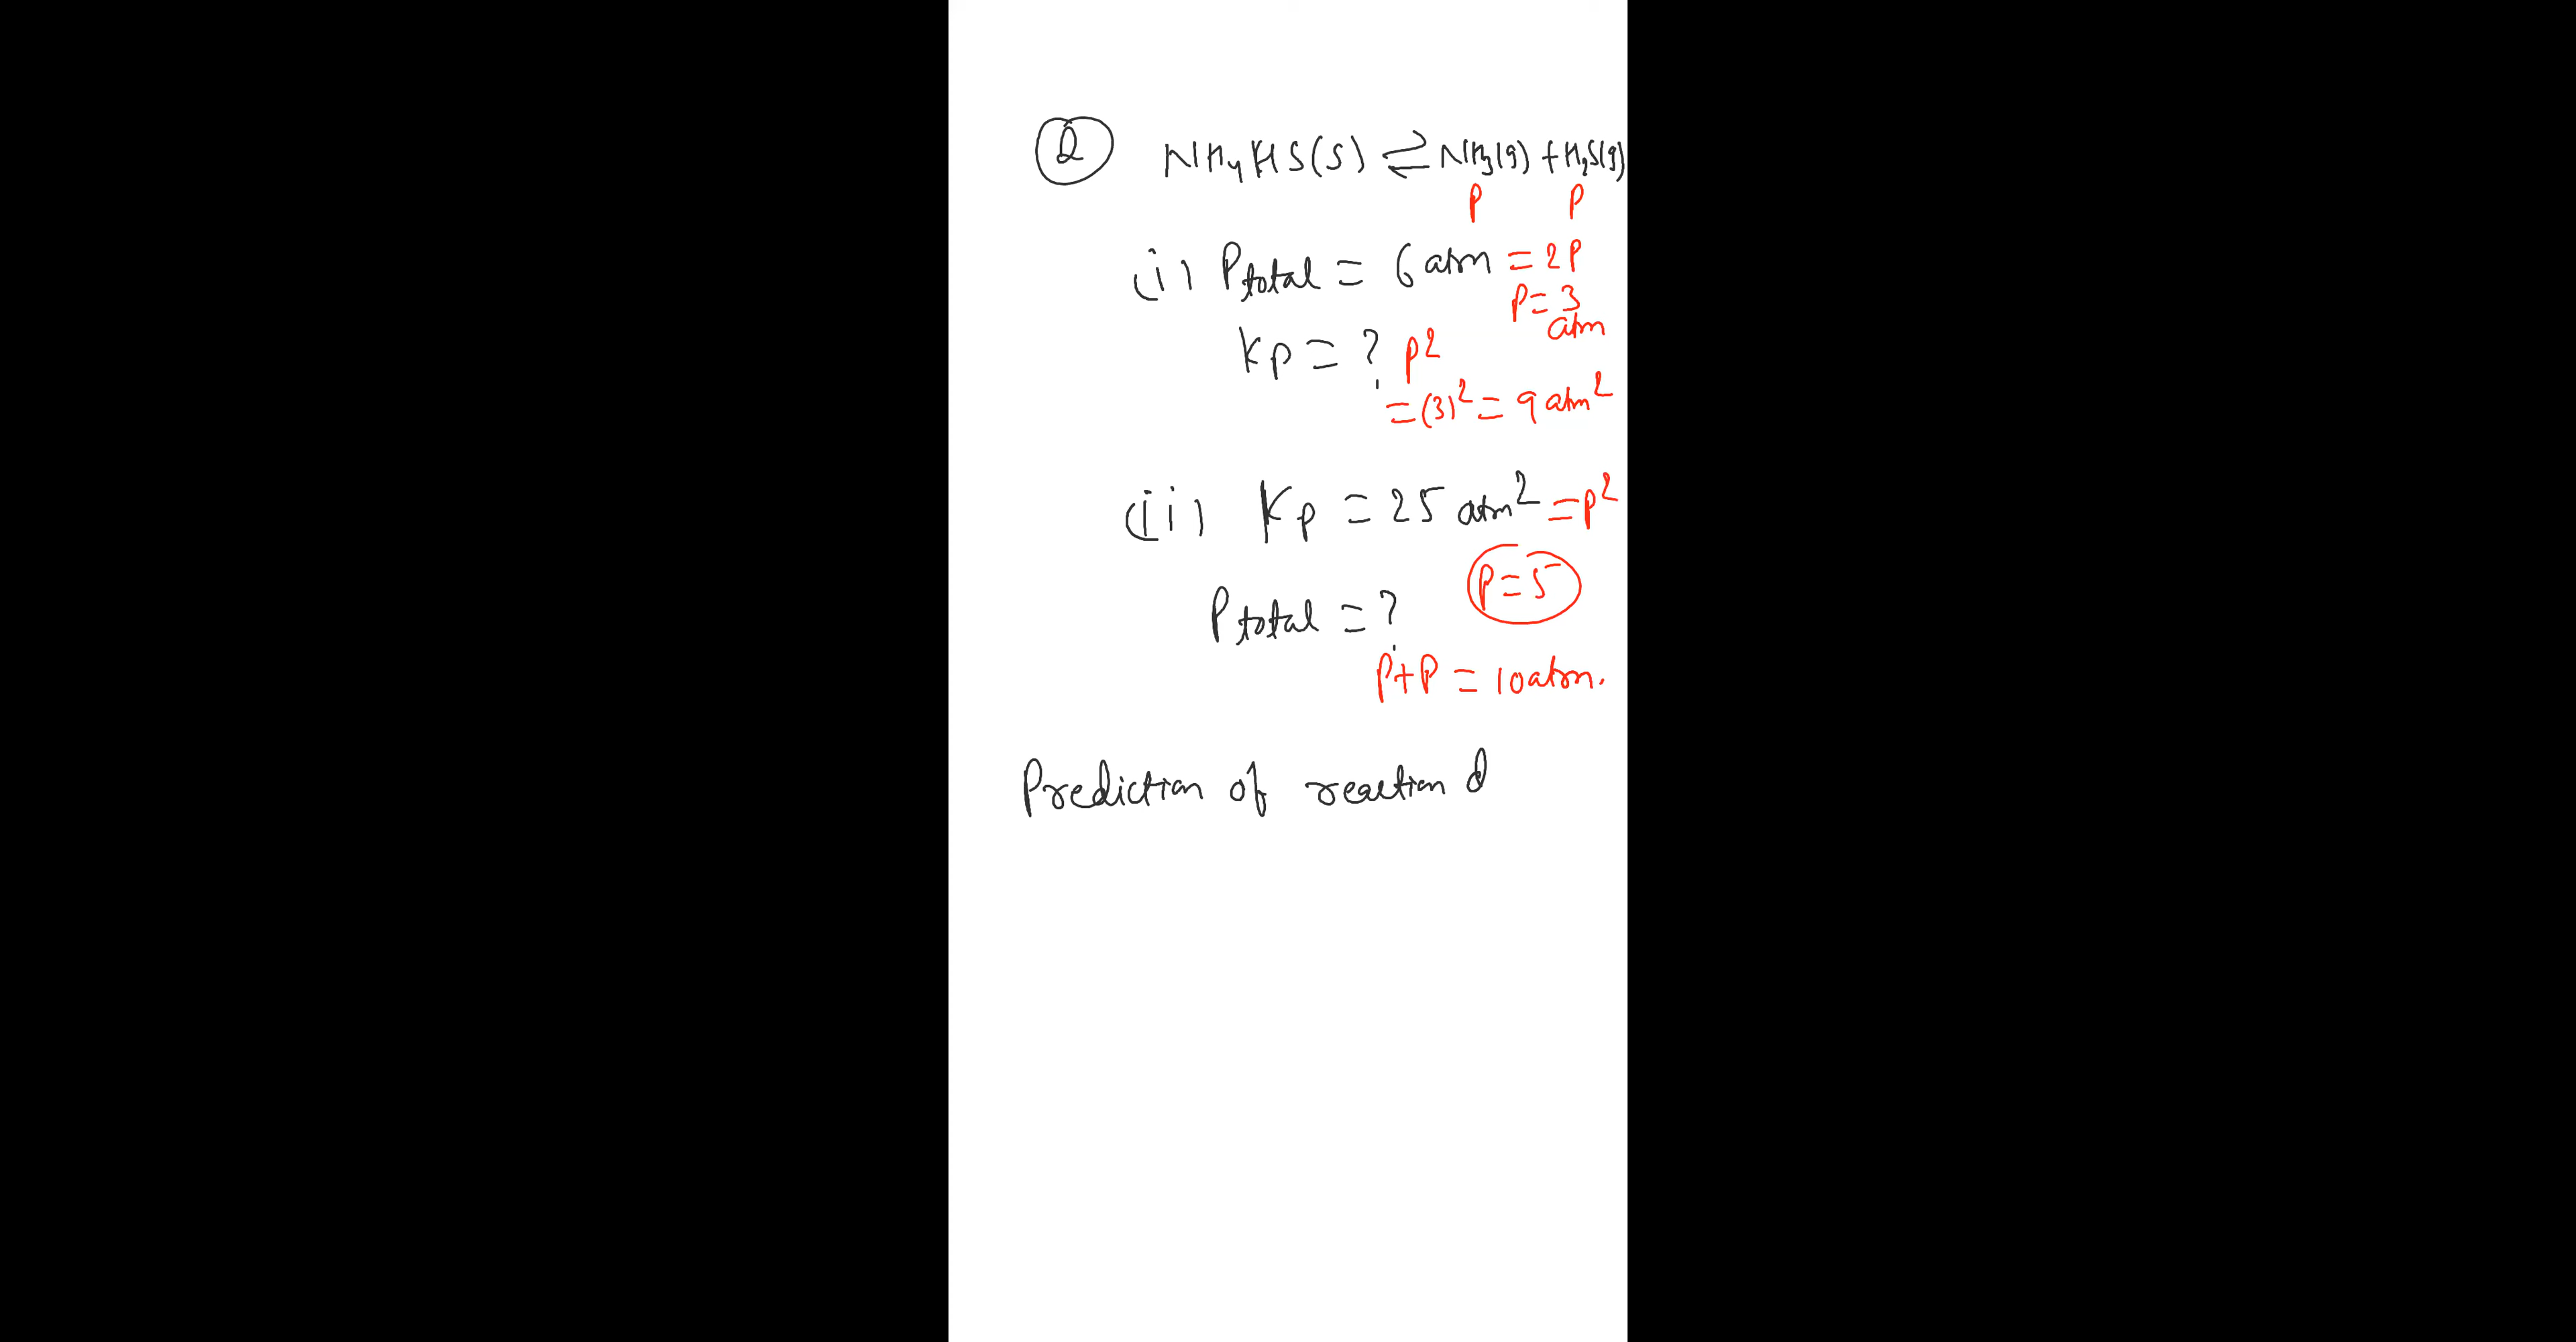 Q NH4HS(s) ⇌ NH3(g) + H2S(g)
P P
(i) Ptotal = 6 atm = 2P
P = 3 atm
Kp = ? P²
= (3)² = 9 atm²
(ii) Kp = 25 atm² = P²
P = 5
Ptotal = ?
P+P = 10 atm.
Prediction of reaction d